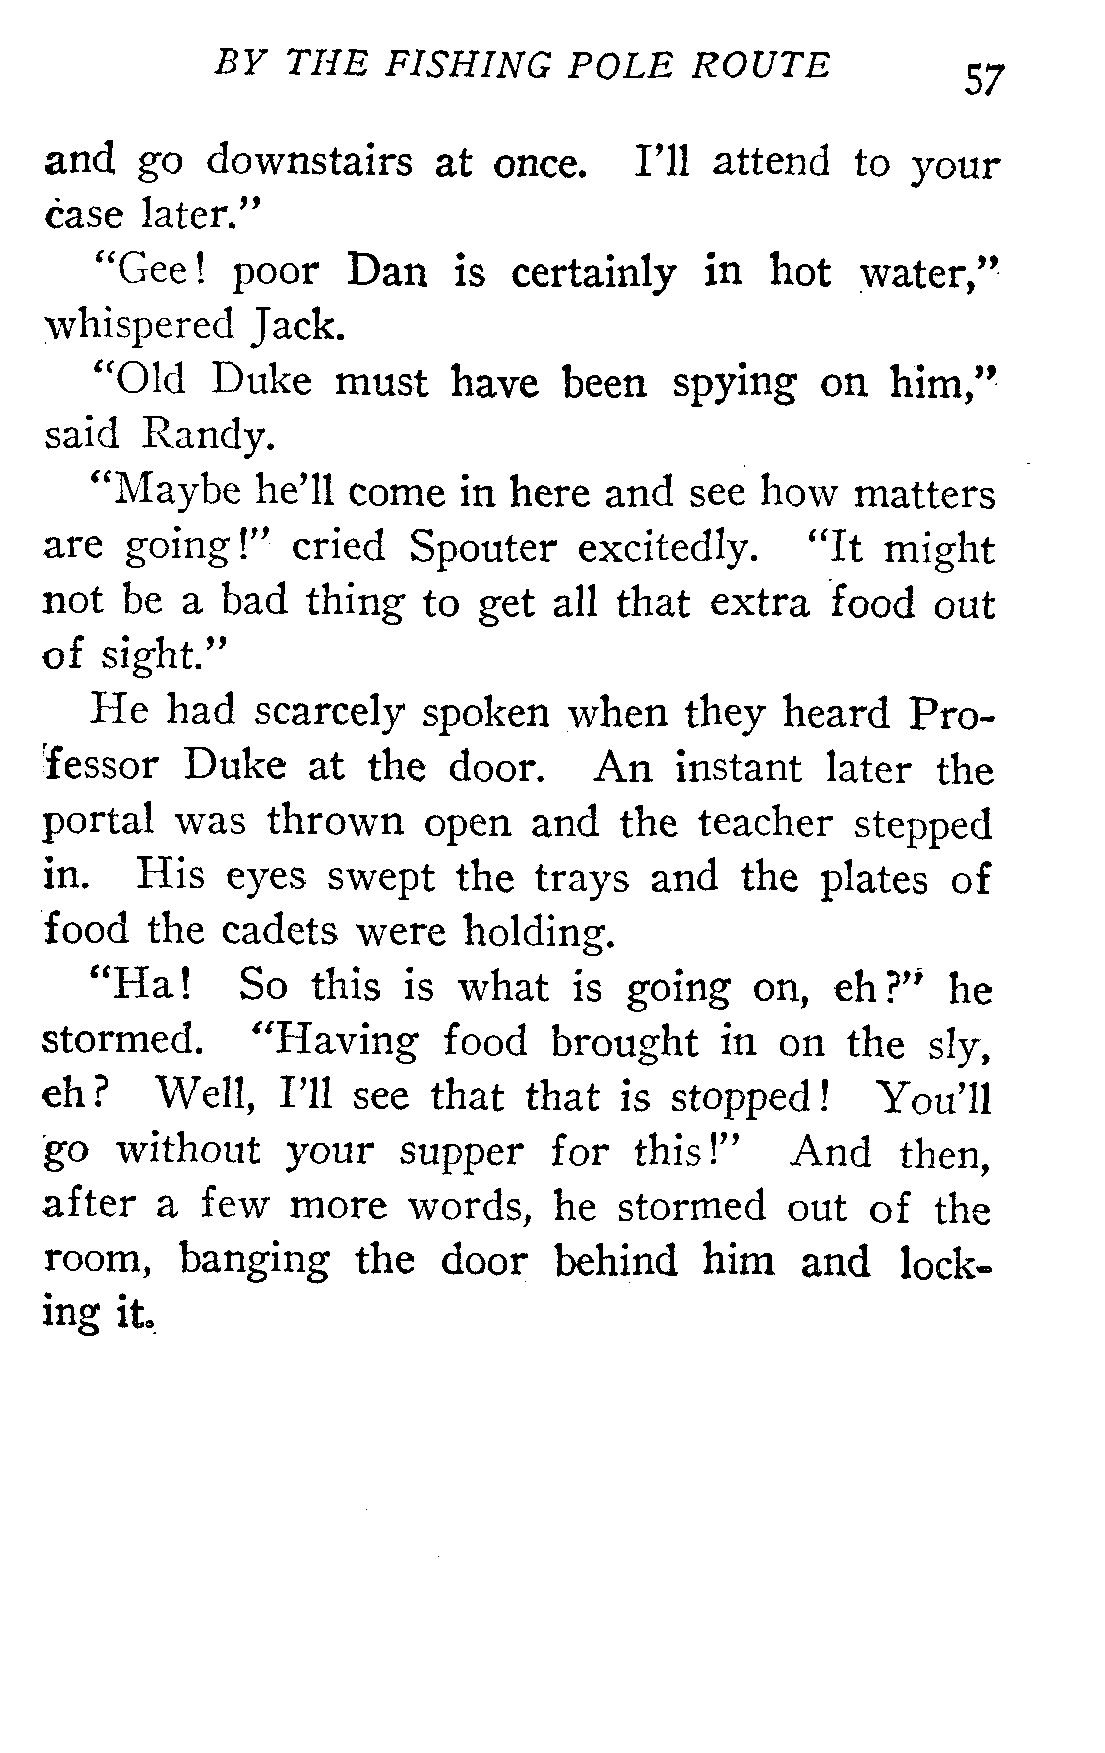 BY THE FISHING POLE ROUTE 57
and go downstairs at once. I'll attend to your
case later."
"Gee! poor Dan is certainly in hot water,"
whispered Jack.
"Old Duke must have been spying on him,"
said Randy.
"Maybe he'll come in here and see how matters
are going!" cried Spouter excitedly. "It might
not be a bad thing to get all that extra food out
of sight."
He had scarcely spoken when they heard Pro-
fessor Duke at the door. An instant later the
portal was thrown open and the teacher stepped
in. His eyes swept the trays and the plates of
food the cadets were holding.
"Ha! So this is what is going on, eh?" he
stormed. "Having food brought in on the sly,
eh? Well, I'll see that that is stopped! You'll
go without your supper for this!" And then,
after a few more words, he stormed out of the
room, banging the door behind him and lock-
ing it.